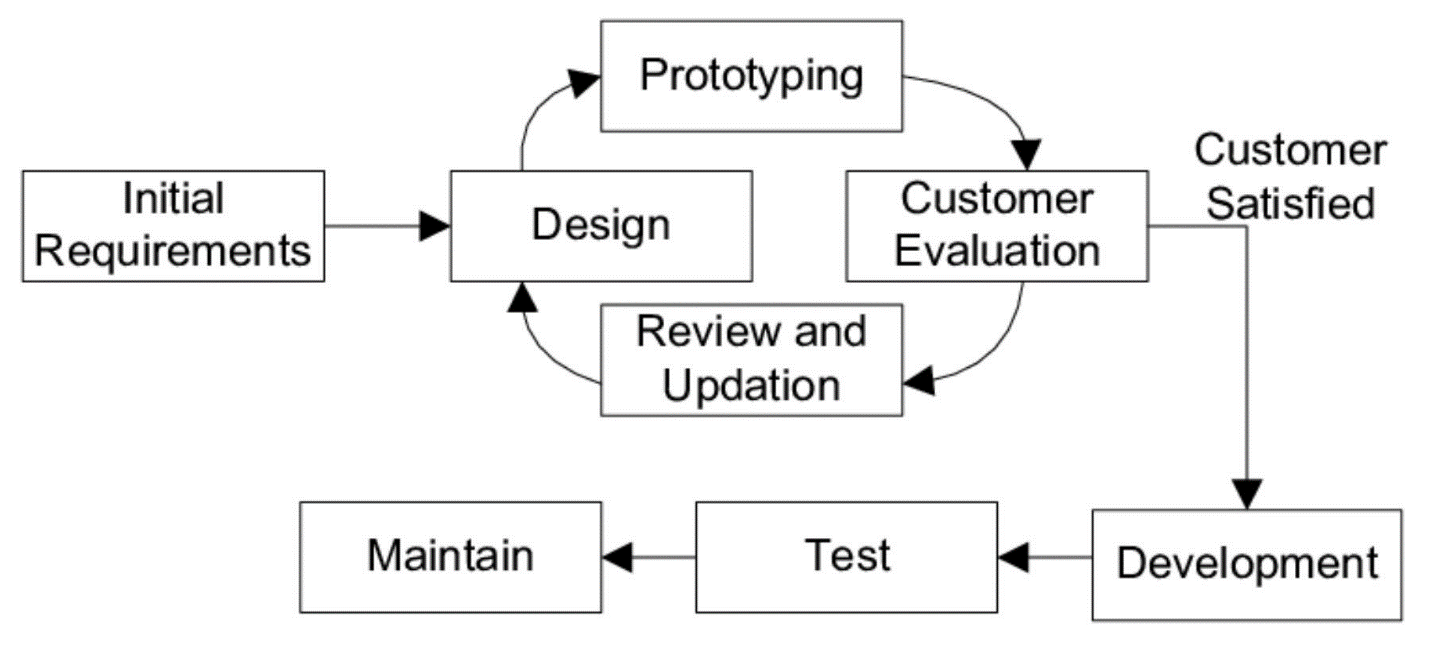 Prototyping
Customer
Satisfied
Initial
Requirements
Design
Customer
Evaluation
Review and
Updation
Maintain
Test
Development